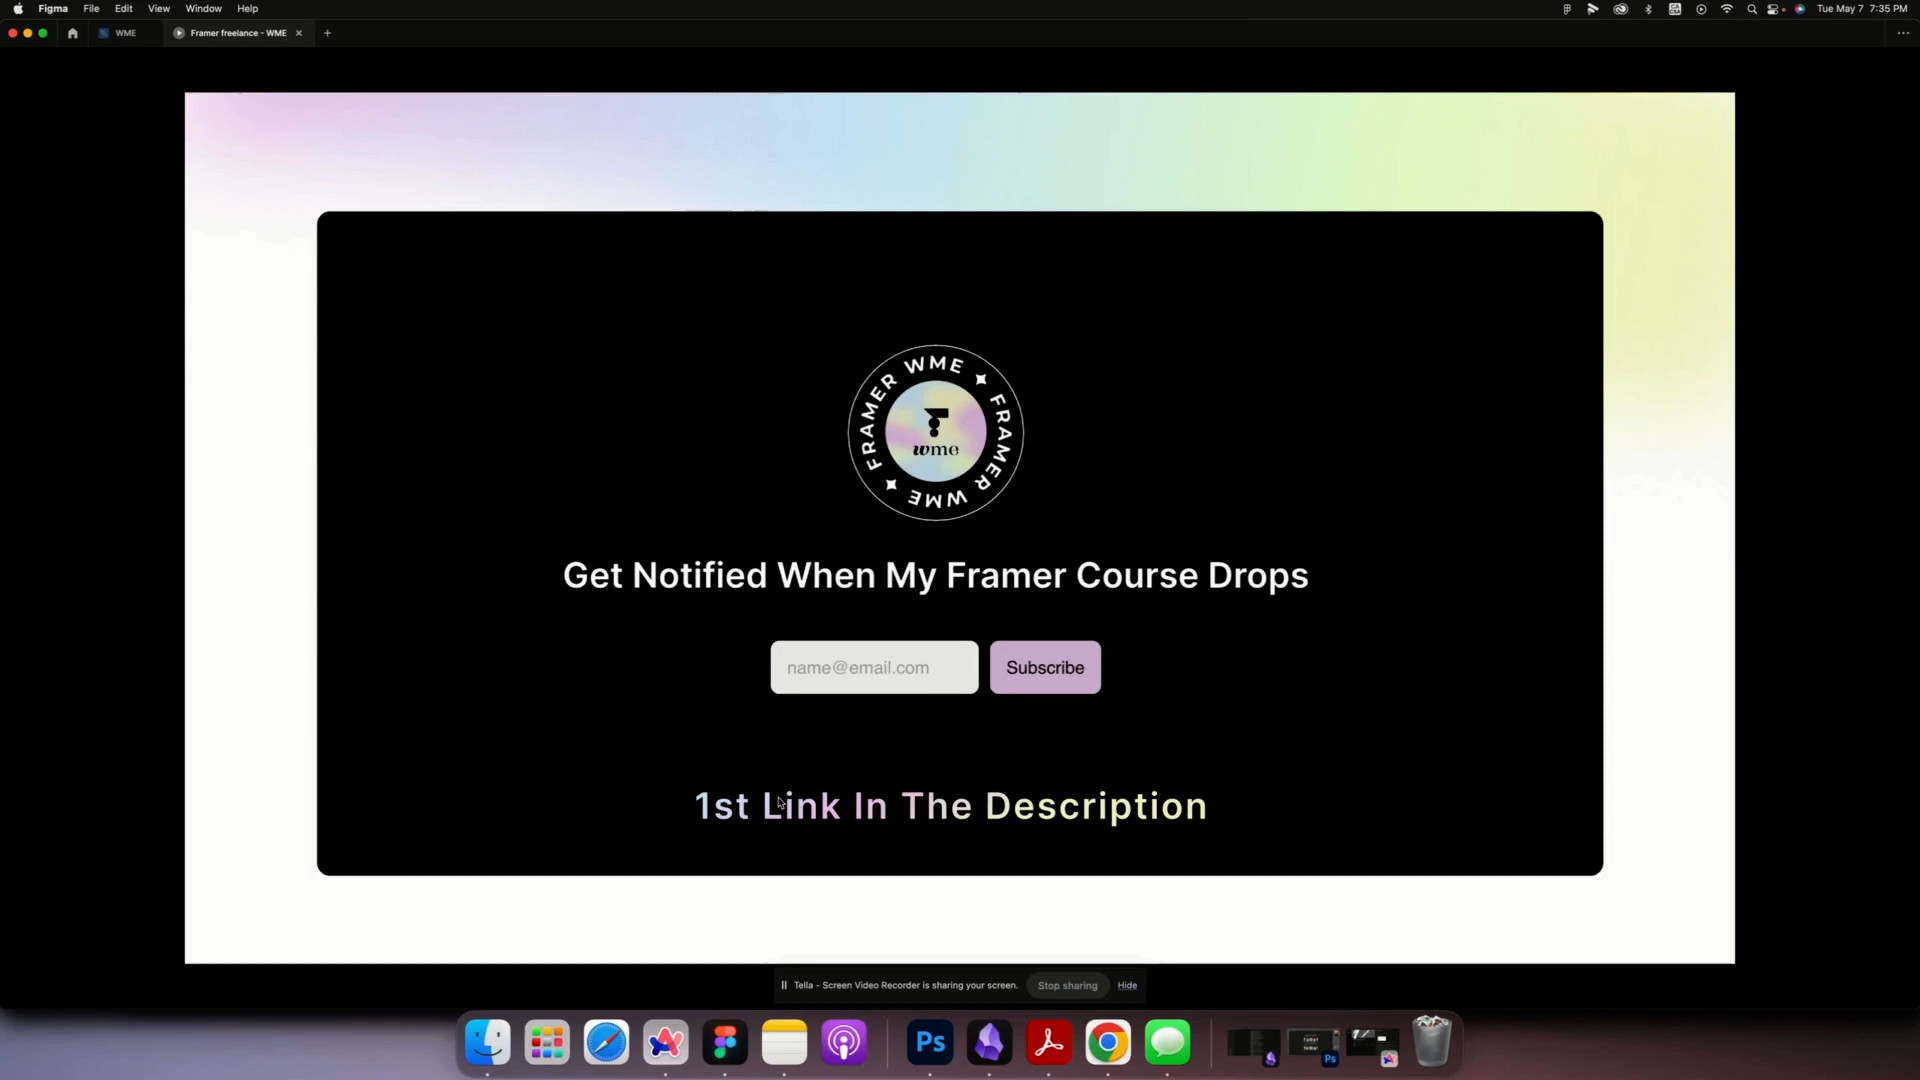 Figma File Edit View Window Help
Tue May 7 7:35 PM
WME
Framer freelance - WME
FRAMER WME FRAMER WME
wme
Get Notified When My Framer Course Drops
name@email.com
Subscribe
1st Link In The Description
Tella - Screen Video Recorder is sharing your screen.
Stop sharing
Hide
Ps
Ps